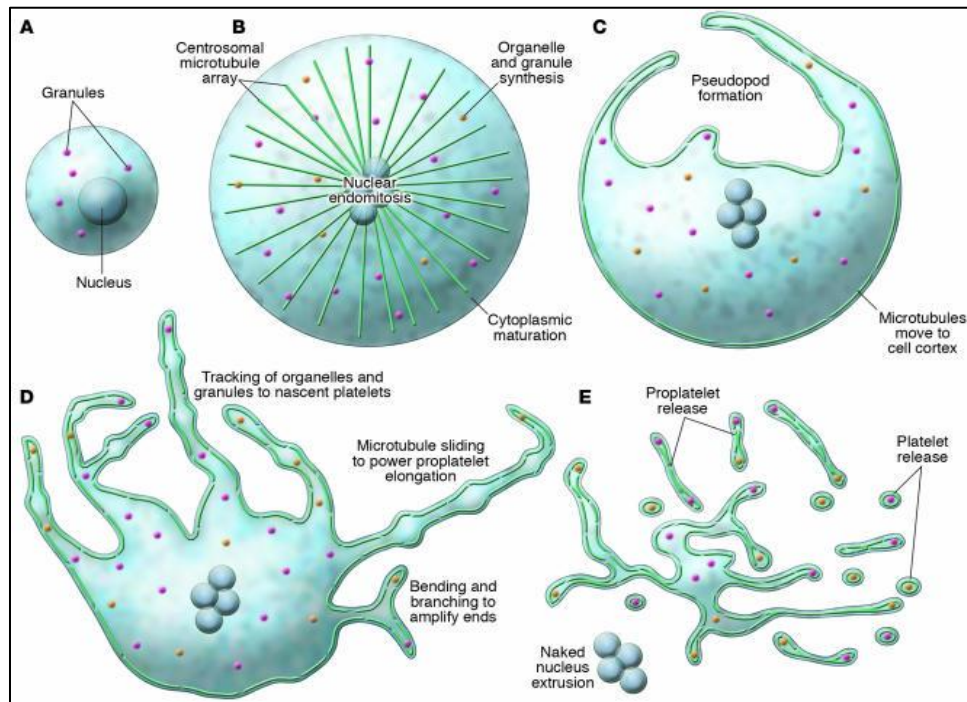 A
Granules
Nucleus
B
Centrosomal
microtubule
array
Organelle
and granule
synthesis
Nuclear
endomitosis
Cytoplasmic
maturation
C
Pseudopod
formation
Microtubules
move to
cell cortex
D
Tracking of organelles and
granules to nascent platelets
Microtubule sliding
to power proplatelet
elongation
Bending and
branching to
amplify ends
E
Proplatelet
release
Platelet
release
Naked
nucleus
extrusion